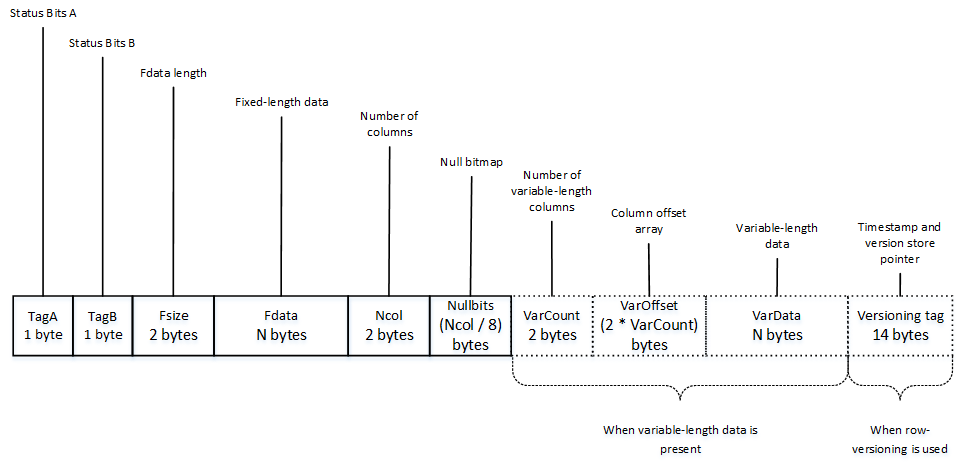 Status Bits A
Status Bits B
Fdata length
Fixed-length data
Number of
columns
Null bitmap
Number of
variable-length
columns
Column offset
array
Variable-length
data
Timestamp and
version store
pointer
TagA
1 byte
TagB
1 byte
Fsize
2 bytes
Fdata
N bytes
Ncol
2 bytes
Nullbits
(Ncol / 8)
bytes
VarCount
2 bytes
VarOffset
(2 * VarCount)
bytes
VarData
N bytes
Versioning tag
14 bytes
When variable-length data is
present
When row-
versioning is used